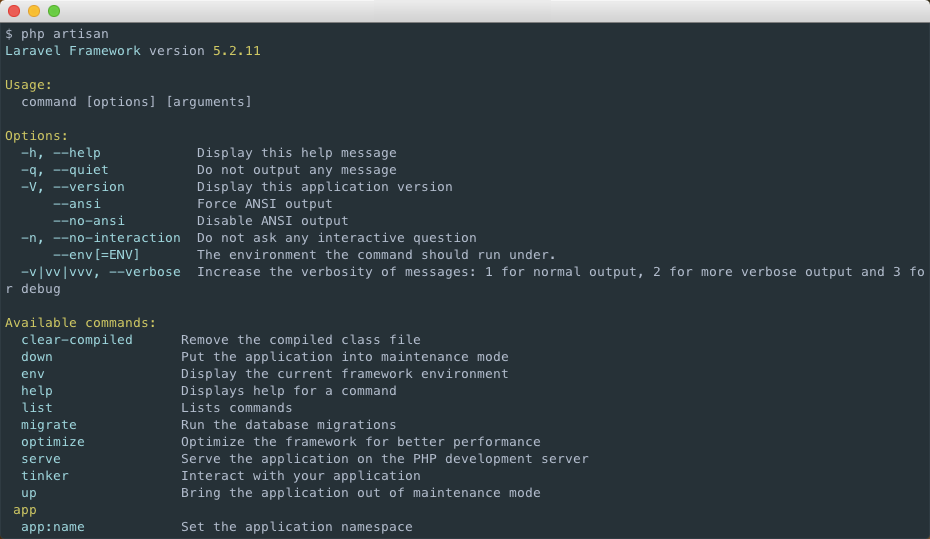 $ php artisan
Laravel Framework version 5.2.11

Usage:
  command [options] [arguments]

Options:
  -h, --help            Display this help message
  -q, --quiet           Do not output any message
  -V, --version         Display this application version
      --ansi            Force ANSI output
      --no-ansi         Disable ANSI output
  -n, --no-interaction  Do not ask any interactive question
      --env[=ENV]       The environment the command should run under.
  -v|vv|vvv, --verbose  Increase the verbosity of messages: 1 for normal output, 2 for more verbose output and 3 fo
r debug

Available commands:
  clear-compiled      Remove the compiled class file
  down                Put the application into maintenance mode
  env                 Display the current framework environment
  help                Displays help for a command
  list                Lists commands
  migrate             Run the database migrations
  optimize            Optimize the framework for better performance
  serve               Serve the application on the PHP development server
  tinker              Interact with your application
  up                  Bring the application out of maintenance mode
 app
  app:name            Set the application namespace